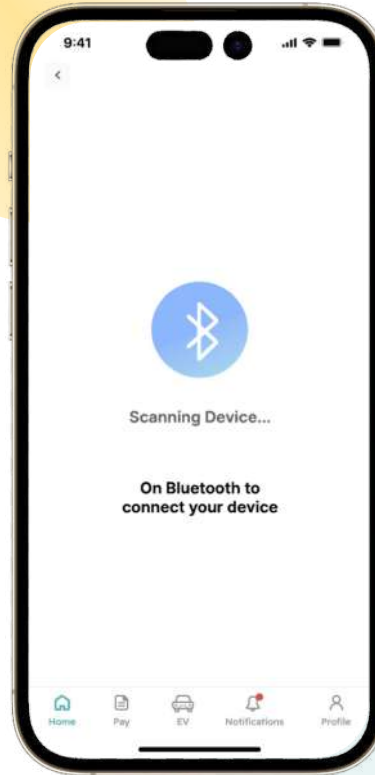 9:41
Scanning Device...
On Bluetooth to
connect your device
Home
Pay
EV
Notifications
Profile